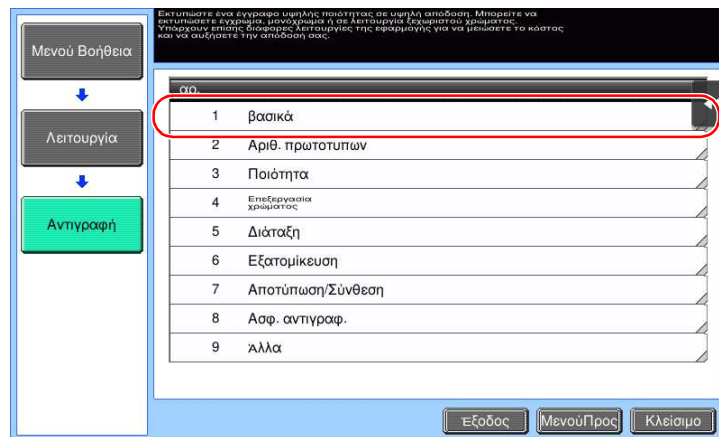 Εκτυπώστε ένα έγγραφο υψηλής ποιότητας σε υψηλή απόδοση. Μπορείτε να
εκτυπώσετε έγχρωμα, μονόχρωμα ή σε λειτουργία ξεχωριστού χρώματος.
Υπάρχουν επίσης διάφορες λειτουργίες της εφαρμογής για να μειώσετε το κόστος
και να αυξήσετε την απόδοσή σας.
Μενού Βοήθεια
Λειτουργία
Αντιγραφή
αρ.
1 βασικά
2 Αριθ. πρωτοτυπων
3 Ποιότητα
4 Επεξεργασία
χρώματος
5 Διάταξη
6 Εξατομίκευση
7 Αποτύπωση/Σύνθεση
8 Ασφ. αντιγραφ.
9 Άλλα
Έξοδος ΜενούΠρος Κλείσιμο